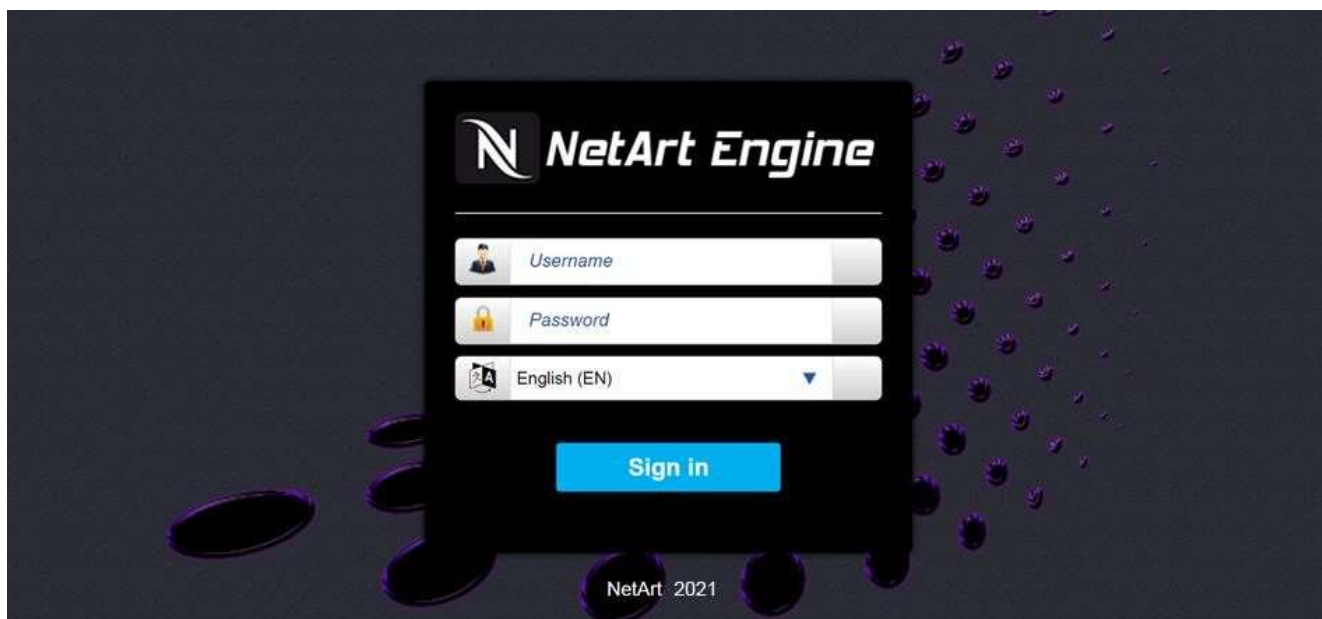 N NetArt Engine
Username
Password
English (EN)
Sign in
NetArt 2021